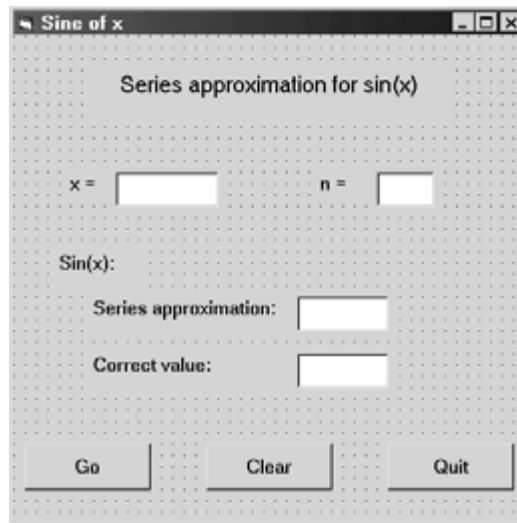 Sine of x
Series approximation for sin(x)
x =
n =
Sin(x):
Series approximation:
Correct value:
Go
Clear
Quit